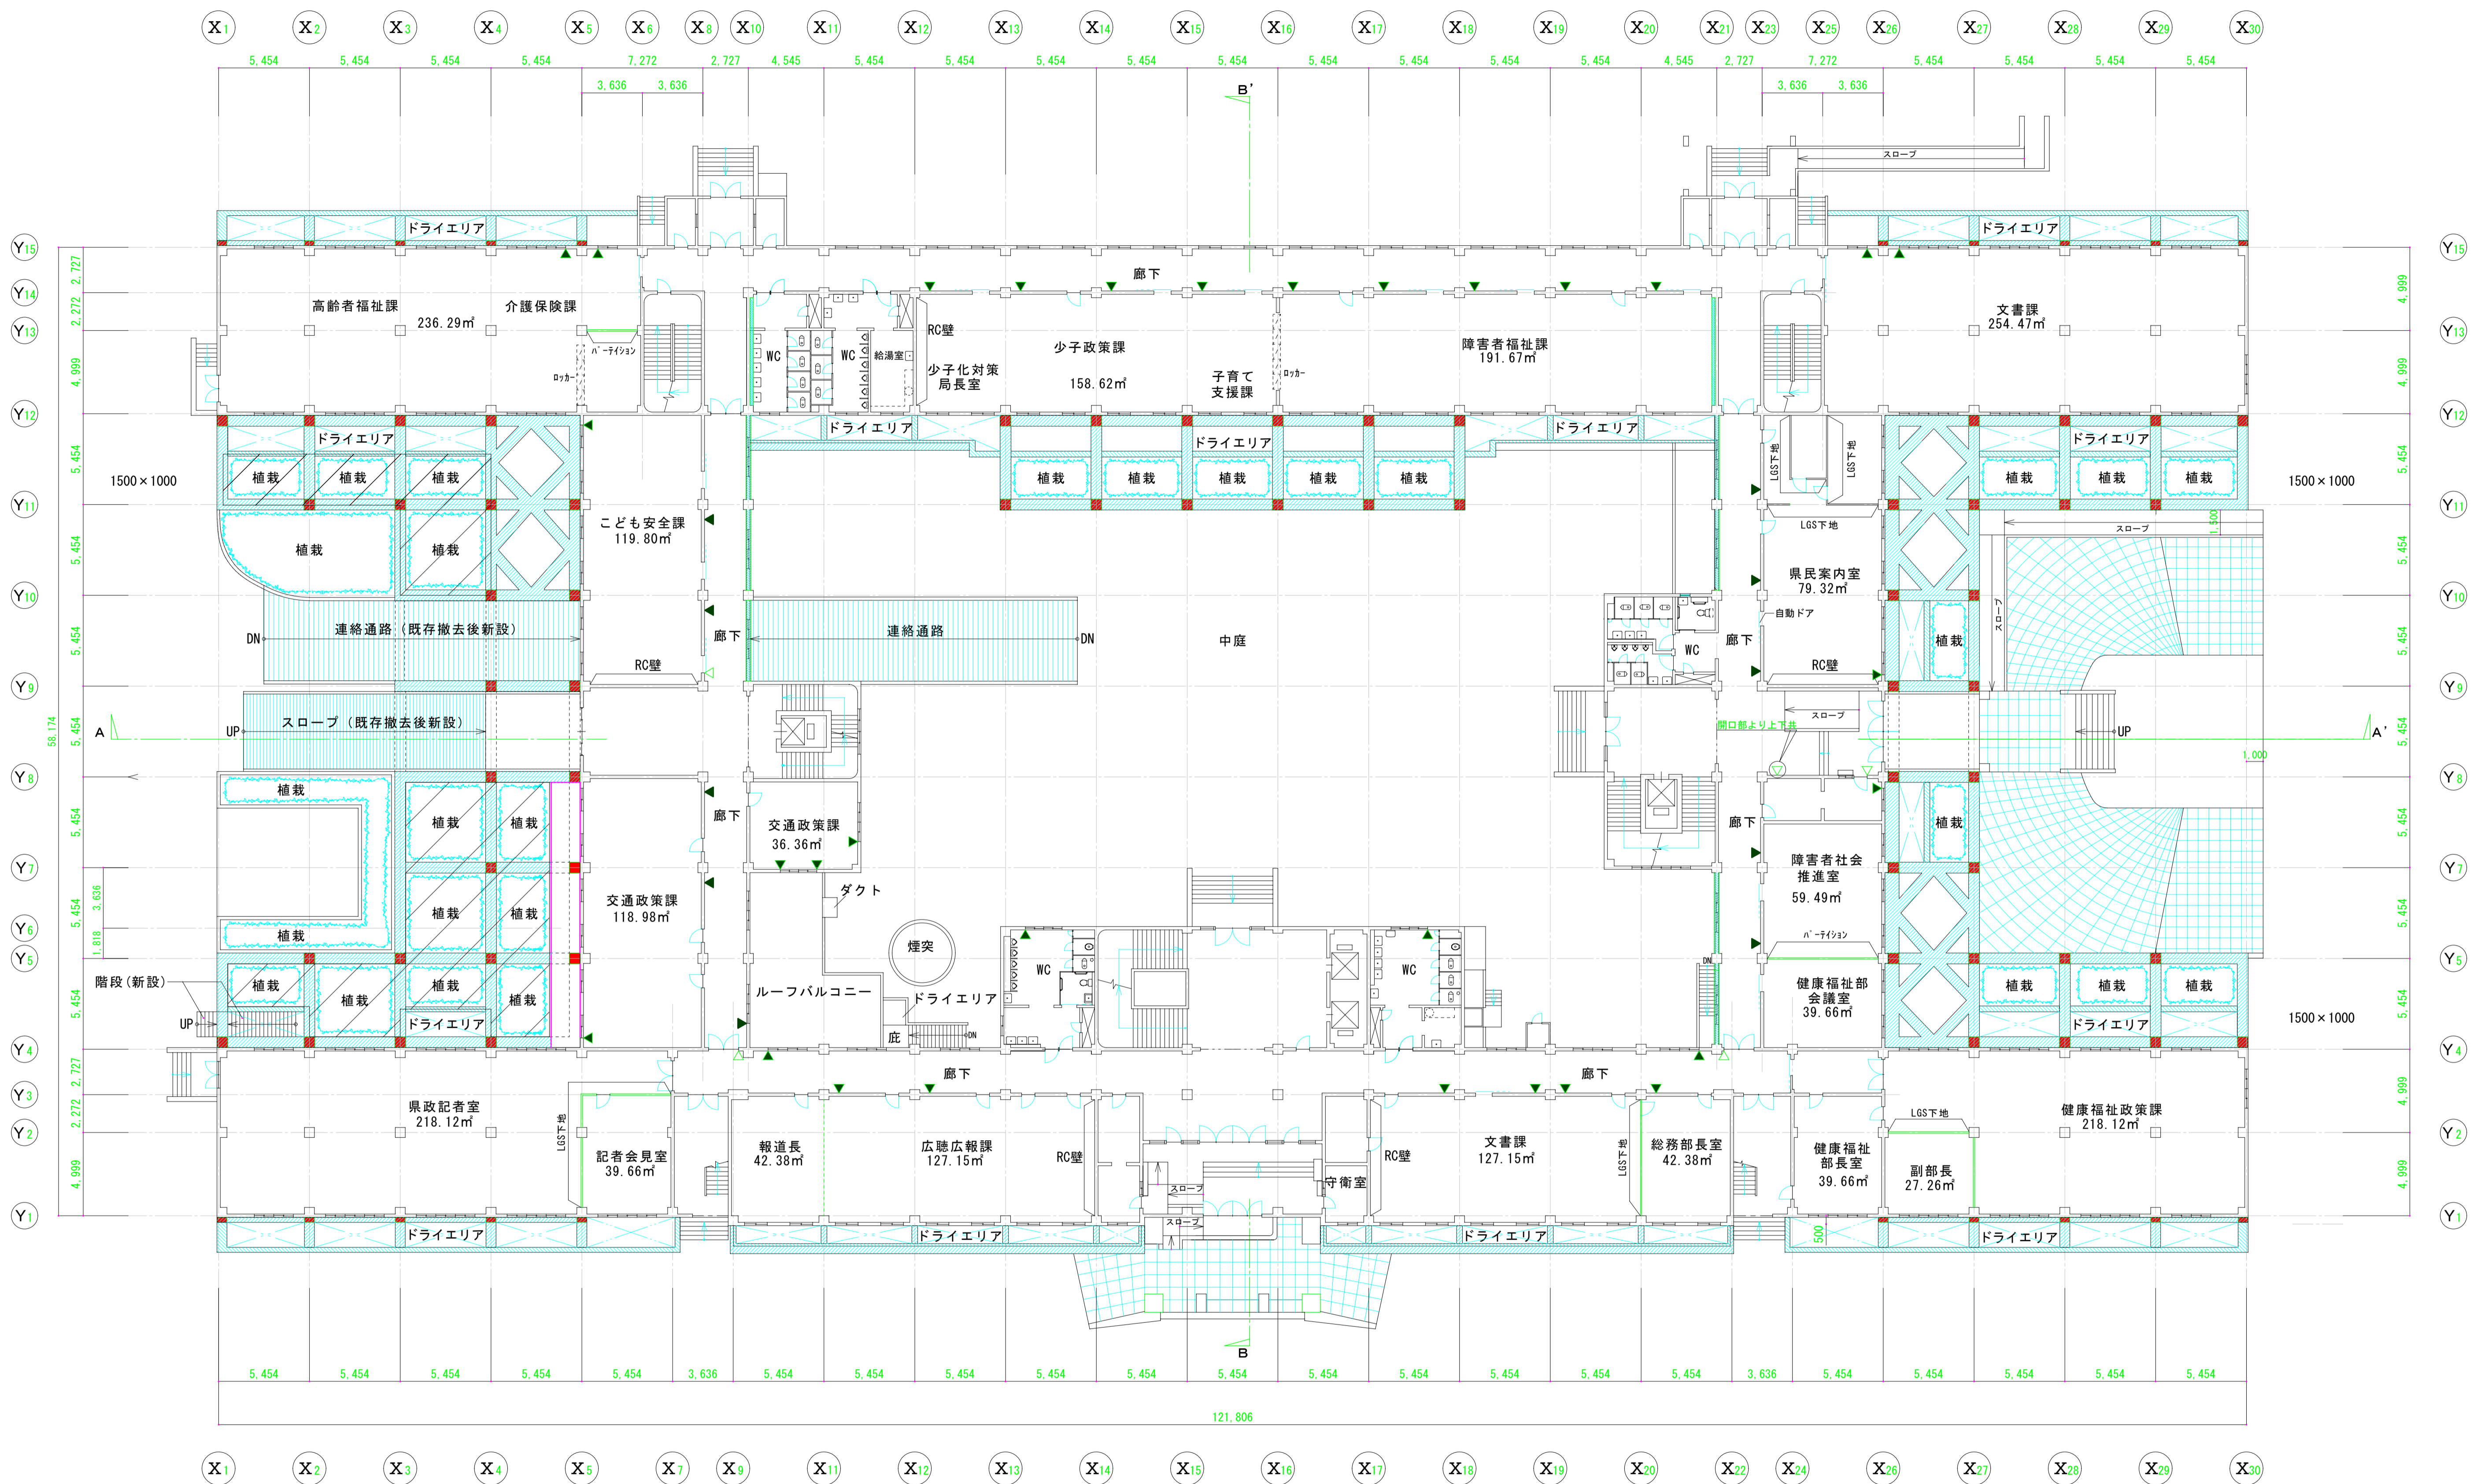 X1 X2 X3 X4 X5 X6 X8 X10 X11 X12 X13 X14 X15 X16 X17 X18 X19 X20 X21 X23 X25 X26 X27 X28 X29 X30
5,454 5,454 5,454 5,454 7,272 2,727 4,545 5,454 5,454 5,454 5,454 5,454 5,454 5,454 5,454 5,454 4,545 2,727 7,272 5,454 5,454 5,454 5,454
3,636 3,636 3,636 3,636
B'
スロープ
ドライエリア ドライエリア
Y15 Y15
廊下
2,727
Y14
高齢者福祉課 介護保険課
236.29㎡
2,272
文書課
254.47㎡
4,999
Y13 Y13
RC壁
パーテイション
WC WC 給湯室
少子政策課
障害者福祉課
191.67㎡
4,999 4,999
ロッカー
少子化対策
局長室
158.62㎡
子育て
支援課
ロッカー
Y12 Y12
ドライエリア ドライエリア ドライエリア ドライエリア ドライエリア
5,454 5,454
LGS下地 LGS下地
1500×1000 植栽 植栽 植栽 植栽 植栽 植栽 植栽 植栽 植栽 植栽 植栽 1500×1000
Y11 Y11
こども安全課
119.80㎡
LGS下地
スロープ
1,500
植栽 植栽
5,454 5,454
県民案内室
79.32㎡
Y10 Y10
自動ドア
スロープ
連絡通路（既存撤去後新設） 連絡通路
DN 廊下 DN 中庭 WC 廊下 植栽
5,454 5,454
RC壁 RC壁
Y9 Y9
スロープ（既存撤去後新設）
UP
スロープ
開口部より上下共
UP
A A'
58,174
5,454 5,454
1,000
Y8 Y8
植栽
植栽 植栽 廊下 廊下 植栽
5,454 5,454
交通政策課
36.36㎡
Y7 Y7
障害者社会
推進室
59.49㎡
ダクト
交通政策課
118.98㎡
植栽 植栽
3,636
5,454 5,454
Y6
植栽
煙突
パーテイション
1,818
Y5 Y5
階段(新設)
植栽 植栽 植栽 植栽
ルーフバルコニー
ドライエリア
WC WC
DN
健康福祉部
会議室
39.66㎡
植栽 植栽 植栽
5,454 5,454
UP ドライエリア 庇 DN ドライエリア
1500×1000
Y4 Y4
廊下 廊下
2,727
Y3
県政記者室
218.12㎡
2,272
LGS下地
健康福祉政策課
218.12㎡
4,999
Y2 Y2
LGS下地
記者会見室
39.66㎡
報道長
42.38㎡
広聴広報課
127.15㎡
RC壁 RC壁
文書課
127.15㎡
LGS下地
総務部長室
42.38㎡
健康福祉
部長室
39.66㎡
副部長
27.26㎡
4,999 4,999
スロープ
守衛室
Y1 Y1
スロープ
ドライエリア ドライエリア ドライエリア ドライエリア
500
B
5,454 5,454 5,454 5,454 5,454 3,636 5,454 5,454 5,454 5,454 5,454 5,454 5,454 5,454 5,454 5,454 5,454 3,636 5,454 5,454 5,454 5,454 5,454
121,806
X1 X2 X3 X4 X5 X7 X9 X11 X12 X13 X14 X15 X16 X17 X18 X19 X20 X22 X24 X26 X27 X28 X29 X30